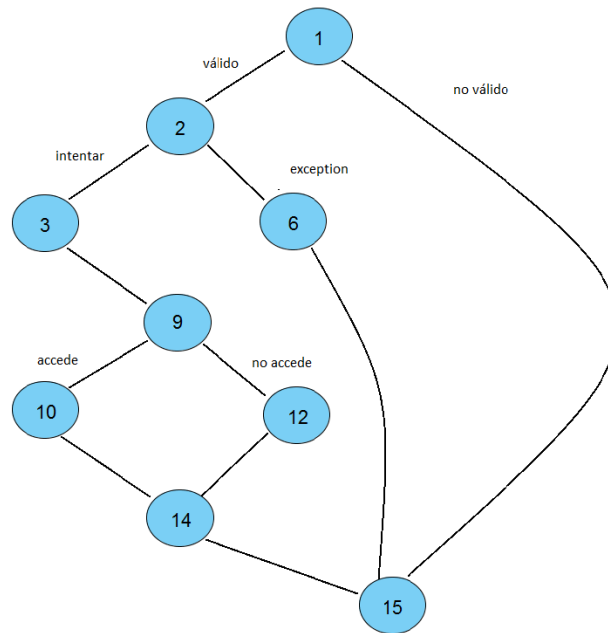 1
válido
no válido
2
intentar
exception
3
6
9
accede
no accede
10
12
14
15